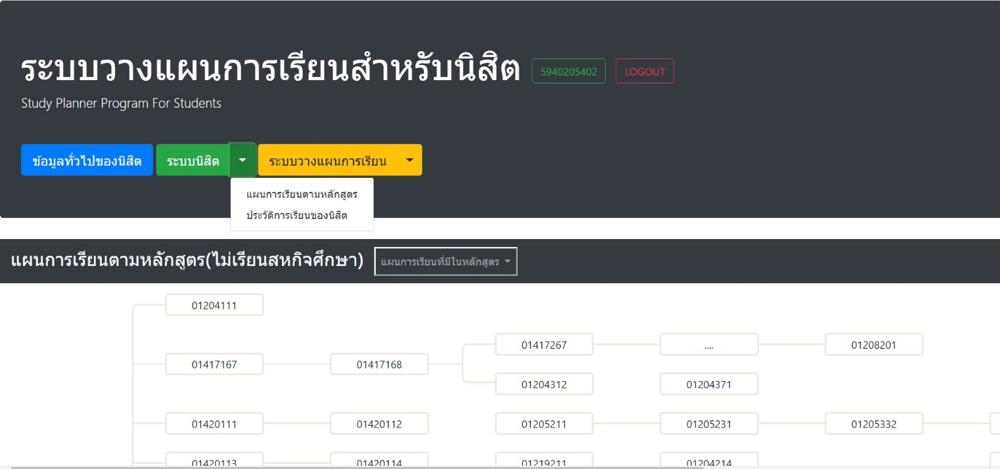 ระบบวางแผนการเรียนสำหรับนิสิต 5940205402 LOGOUT
Study Planner Program For Students
ข้อมูลทั่วไปของนิสิต ระบบนิสิต ระบบวางแผนการเรียน
แผนการเรียนตามหลักสูตร
ประวัติการเรียนของนิสิต
แผนการเรียนตามหลักสูตร(ไม่เรียนสหกิจศึกษา) แผนการเรียนที่มีในหลักสูตร
01204111
01417267 .... 01208201
01417167 01417168
01204312 01204371
01420111 01420112 01205211 01205231 01205332
01420113 01420114 01219211 01204214